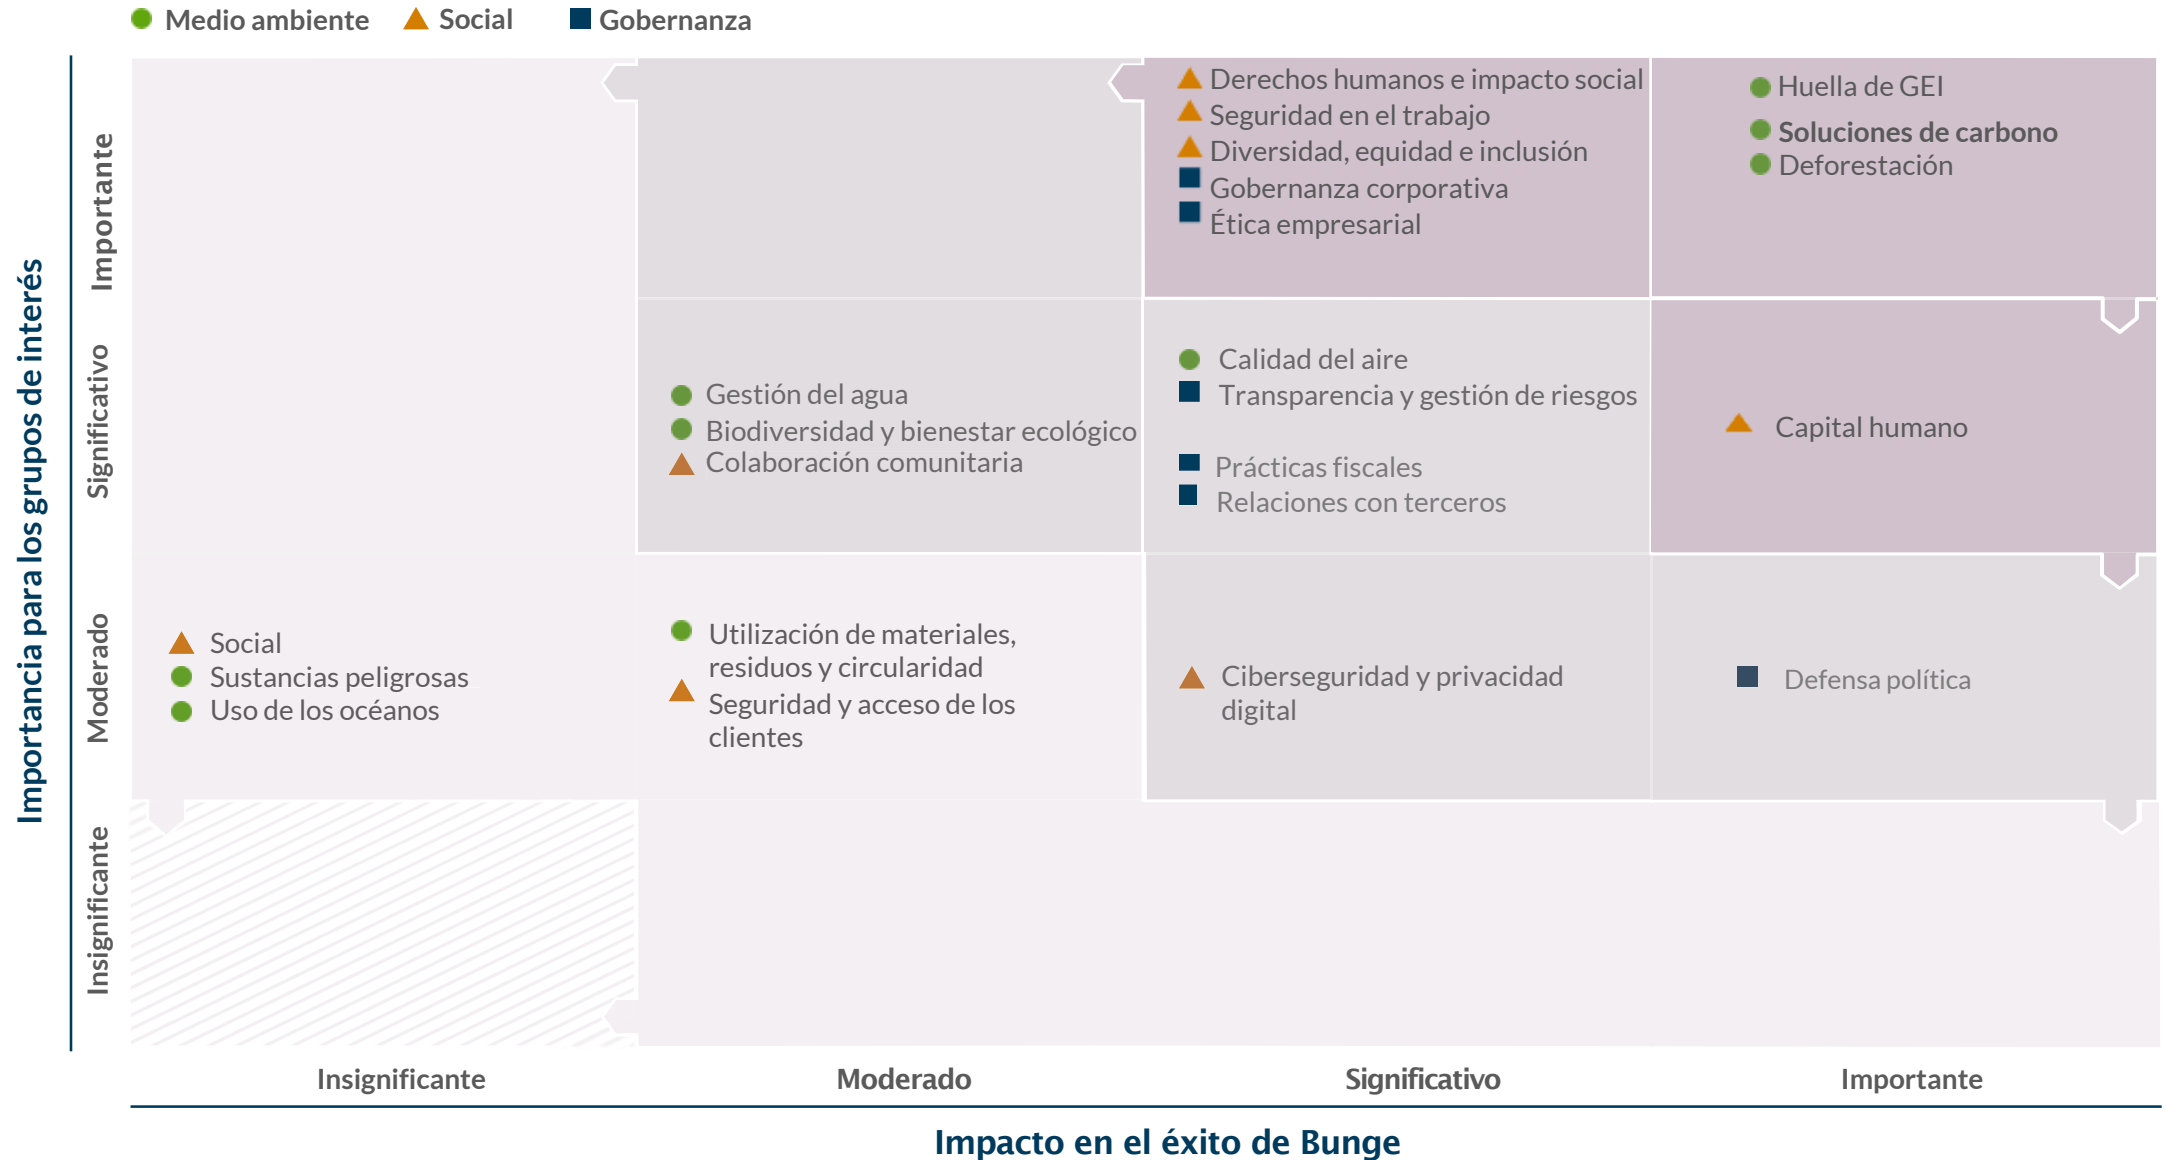 Medio ambiente
Social
Gobernanza
Importancia para los grupos de interés
Importante
Derechos humanos e impacto social
Seguridad en el trabajo
Diversidad, equidad e inclusión
Gobernanza corporativa
Ética empresarial
Huella de GEI
Soluciones de carbono
Deforestación
Significativo
Gestión del agua
Biodiversidad y bienestar ecológico
Colaboración comunitaria
Calidad del aire
Transparencia y gestión de riesgos
Prácticas fiscales
Relaciones con terceros
Capital humano
Moderado
Social
Sustancias peligrosas
Uso de los océanos
Utilización de materiales,
residuos y circularidad
Seguridad y acceso de los
clientes
Ciberseguridad y privacidad
digital
Defensa política
Insignificante
Insignificante
Moderado
Significativo
Importante
Impacto en el éxito de Bunge